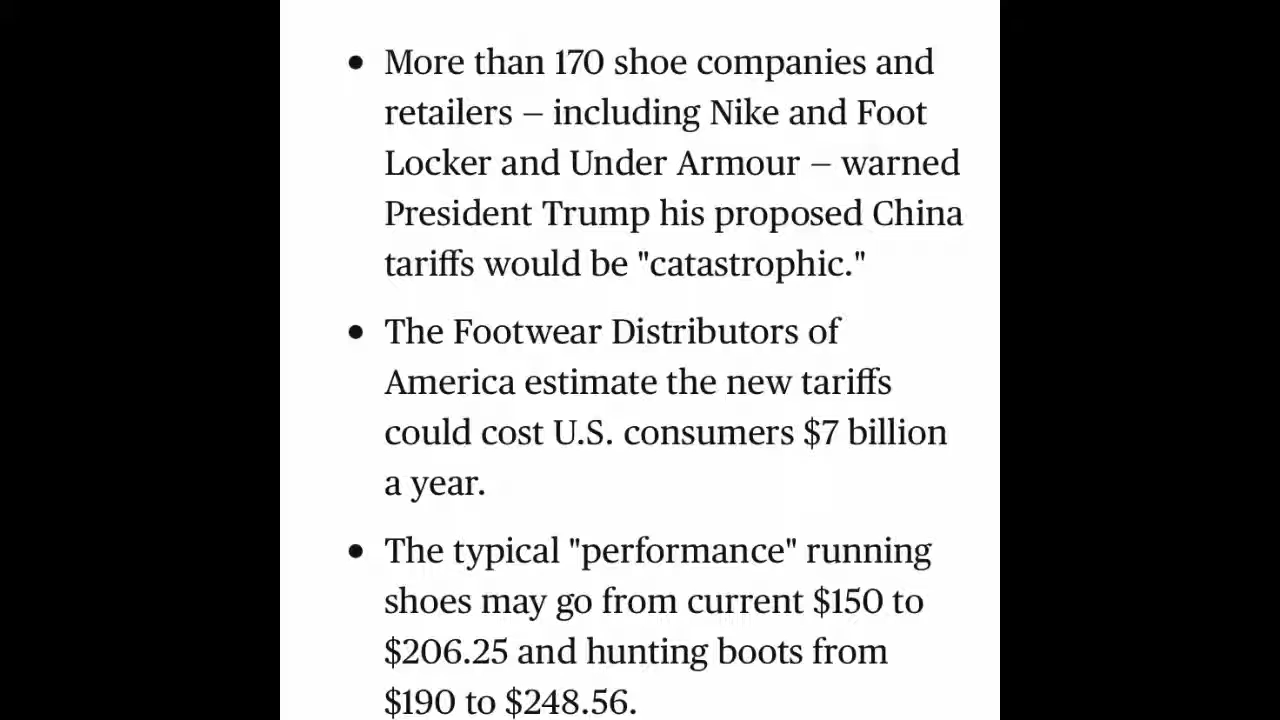 • More than 170 shoe companies and
retailers – including Nike and Foot
Locker and Under Armour – warned
President Trump his proposed China
tariffs would be "catastrophic."
• The Footwear Distributors of
America estimate the new tariffs
could cost U.S. consumers $7 billion
a year.
• The typical "performance" running
shoes may go from current $150 to
$206.25 and hunting boots from
$190 to $248.56.